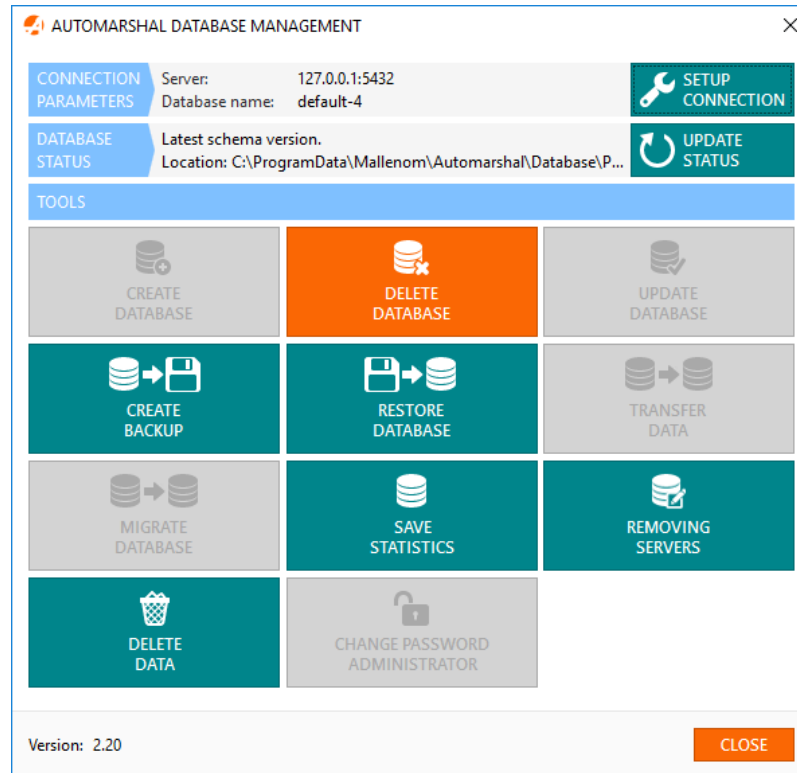 AUTOMARSHAL DATABASE MANAGEMENT
CONNECTION
PARAMETERS
Server: 127.0.0.1:5432
Database name: default-4
SETUP
CONNECTION
DATABASE
STATUS
Latest schema version.
Location: C:\ProgramData\Mallenom\Automarshal\Database\P...
UPDATE
STATUS
TOOLS
CREATE
DATABASE
DELETE
DATABASE
UPDATE
DATABASE
CREATE
BACKUP
RESTORE
DATABASE
TRANSFER
DATA
MIGRATE
DATABASE
SAVE
STATISTICS
REMOVING
SERVERS
DELETE
DATA
CHANGE PASSWORD
ADMINISTRATOR
Version: 2.20
CLOSE